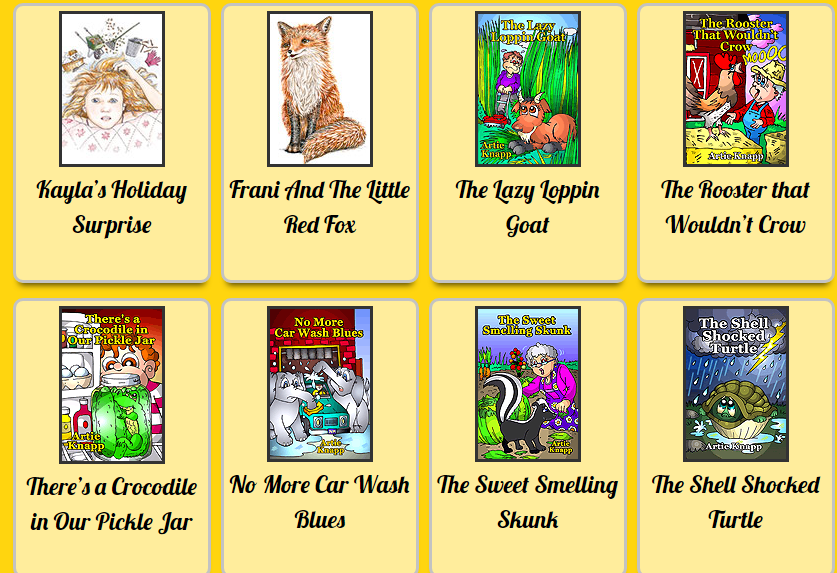 Kayla's Holiday
Surprise
Frani And The Little
Red Fox
The Lazy
Loppin Goat
Artie
Knapp
The Lazy Loppin
Goat
The Rooster
That Wouldn't
Crow
MOOOO
Artie Knapp
The Rooster that
Wouldn't Crow
There's a
Crocodile in
Our Pickle Jar
Artie
Knapp
There's a Crocodile
in Our Pickle Jar
No More
Car Wash Blues
Artie
Knapp
No More Car Wash
Blues
The Sweet
Smelling Skunk
Artie
Knapp
The Sweet Smelling
Skunk
The Shell
Shocked
Turtle
Artie Knapp
The Shell Shocked
Turtle